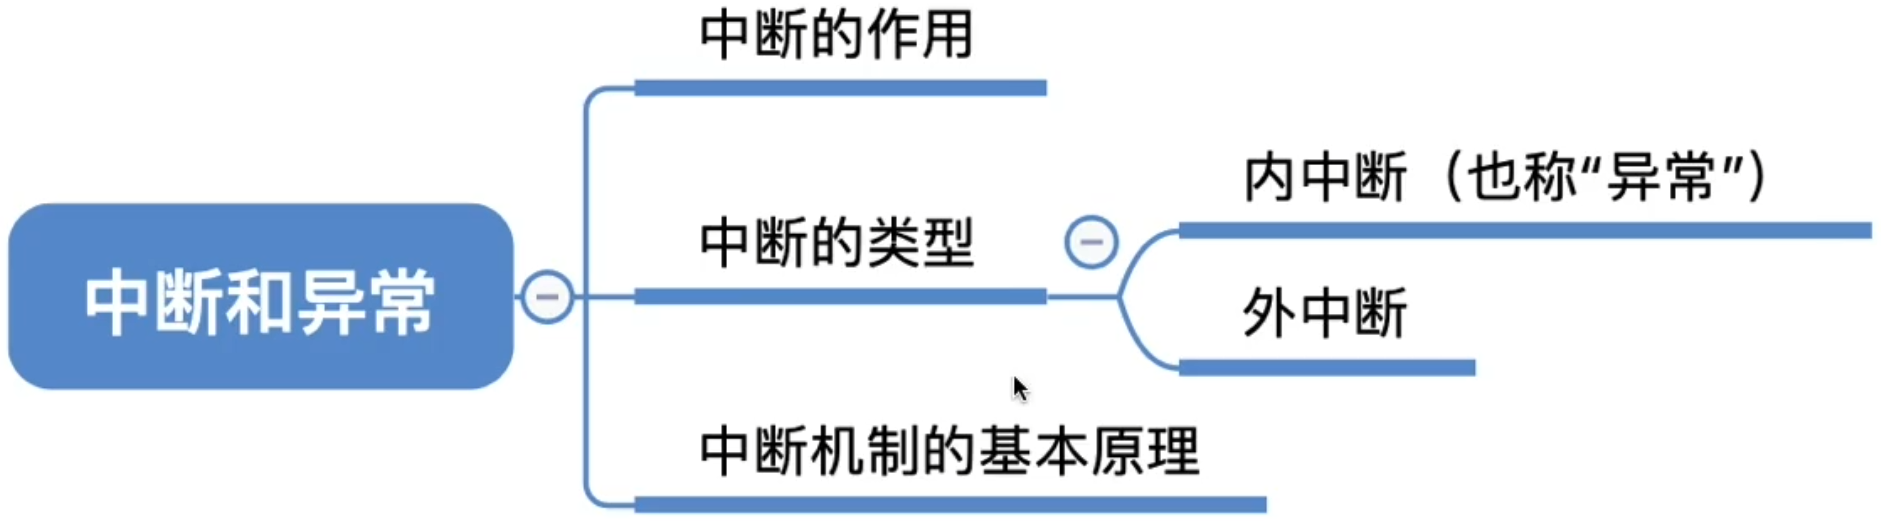 中断和异常
中断的作用
中断的类型
内中断（也称“异常”）
外中断
中断机制的基本原理